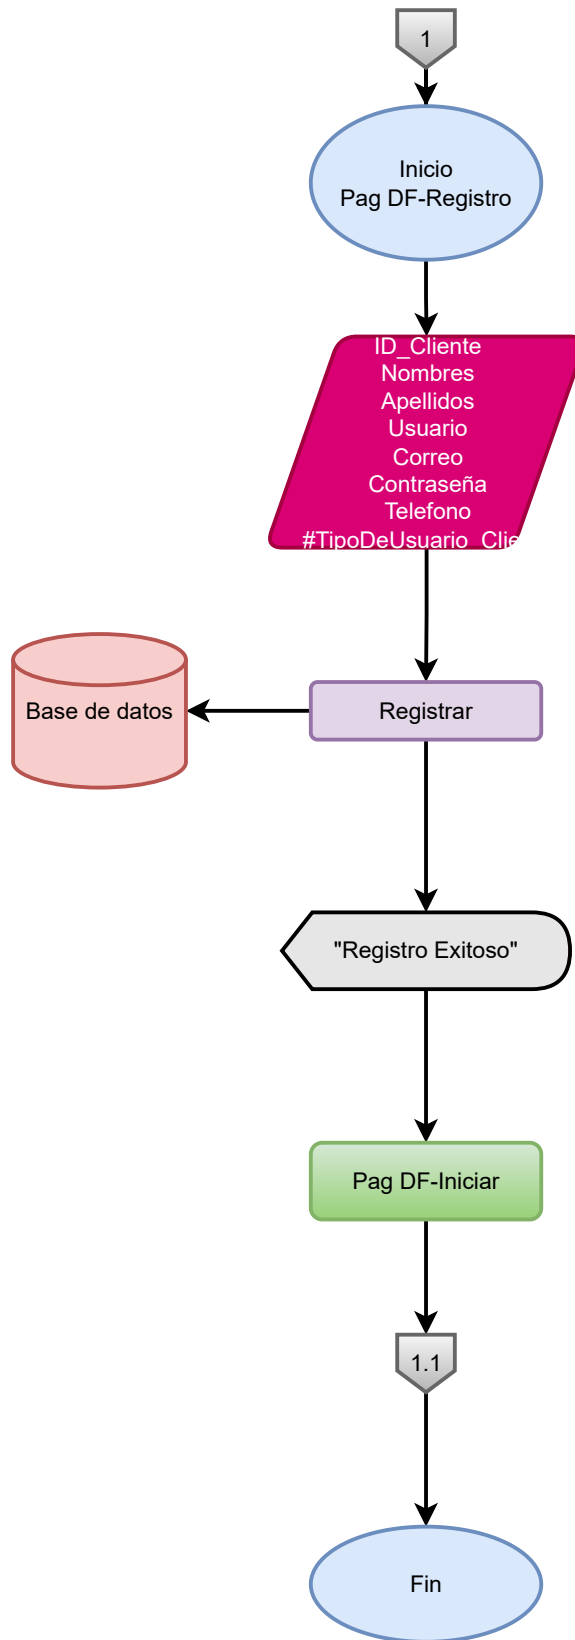 1
Inicio
Pag DF-Registro
ID_Cliente
Nombres
Apellidos
Usuario
Correo
Contraseña
Telefono
#TipoDeUsuario_Clie
Base de datos
Registrar
"Registro Exitoso"
Pag DF-Iniciar
1.1
Fin